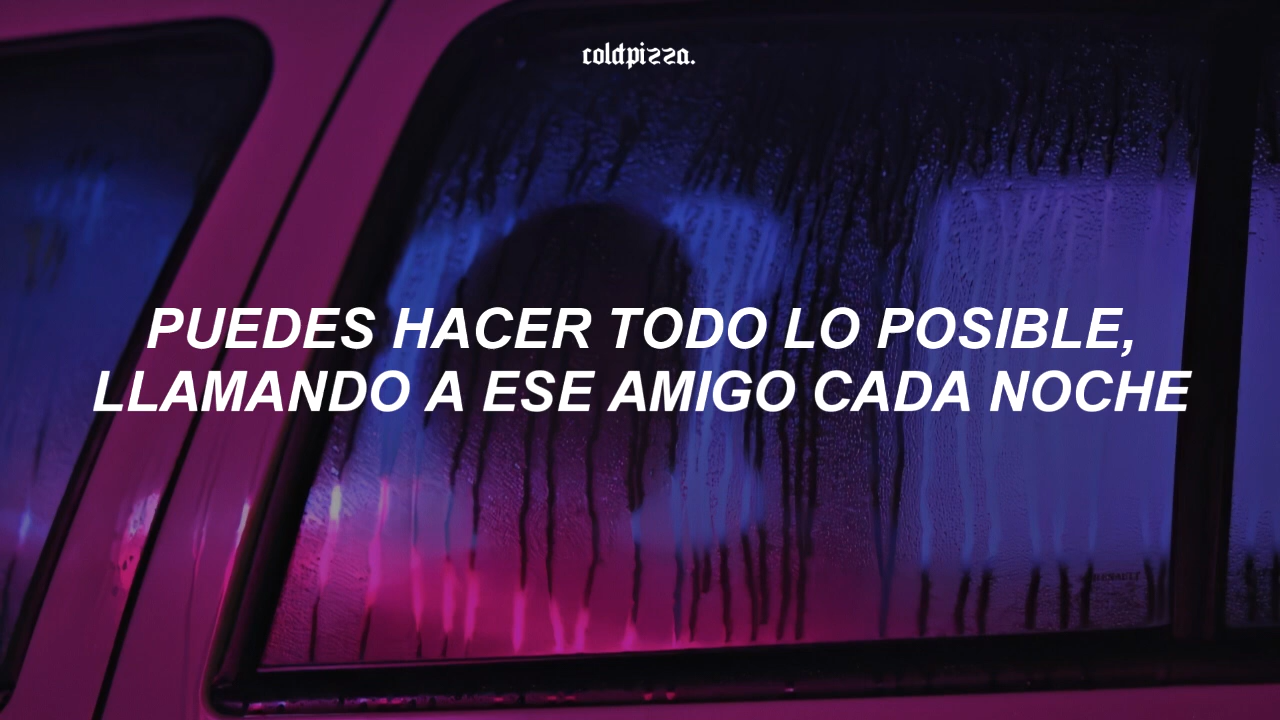 coldpizza.
PUEDES HACER TODO LO POSIBLE,
LLAMANDO A ESE AMIGO CADA NOCHE